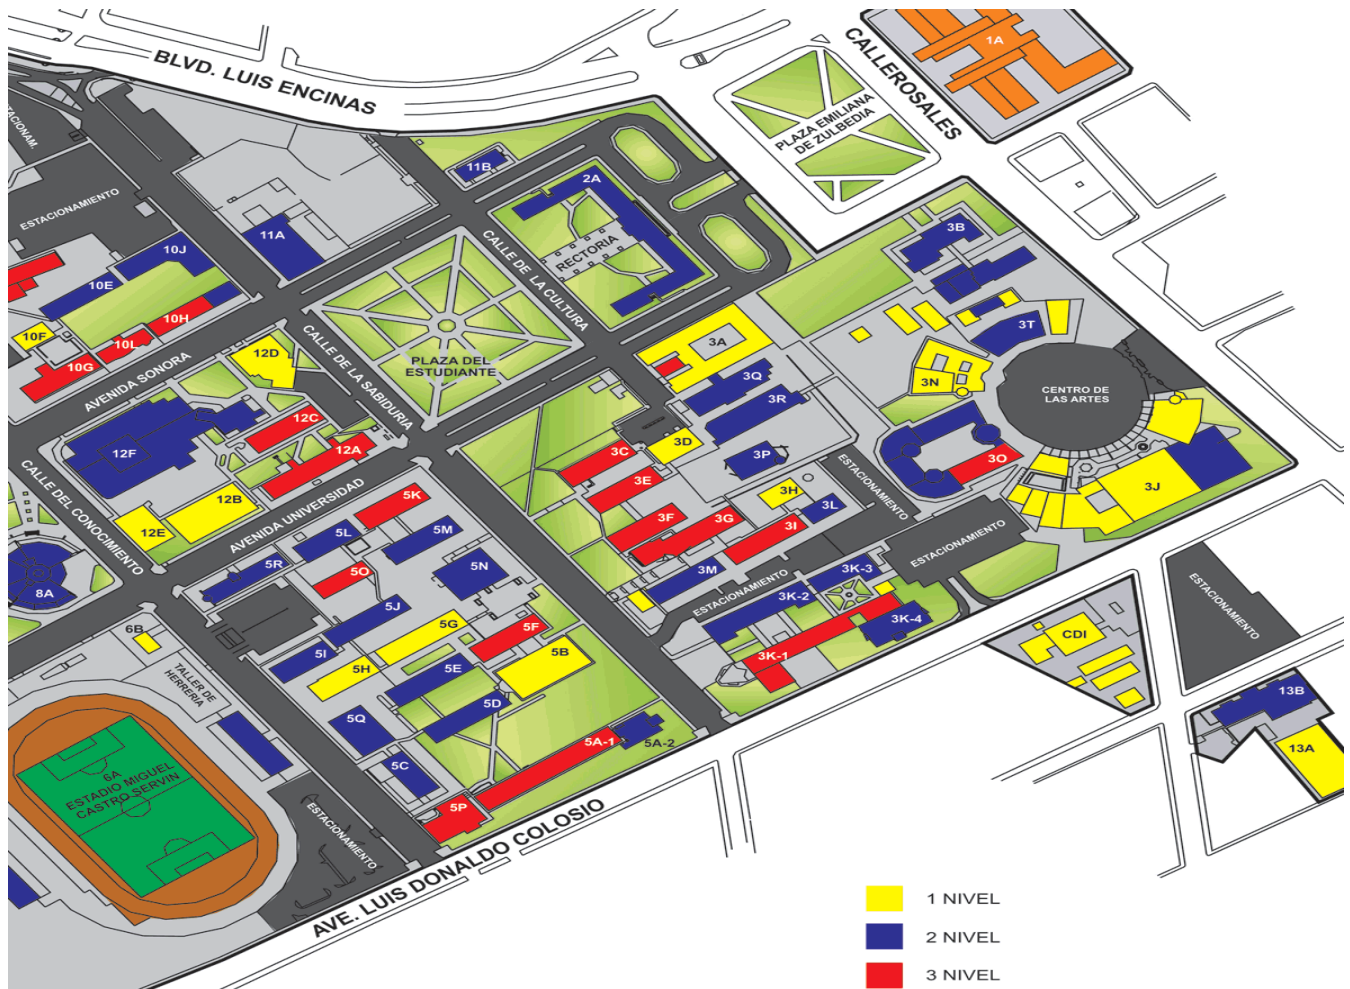 BLVD. LUIS ENCINAS
CALLEROSALES
1A
PLAZA EMILIANA
DE ZULBEDIA
ESTACIONAMIENTO
11B
2A
RECTORIA
11A
CALLE DE LA CULTURA
3B
10J
10E
10H
10F
10L
10G
AVENIDA SONORA
12D
CALLE DE LA SABIDURIA
PLAZA DEL
ESTUDIANTE
3A
3T
3Q
3R
3N
CENTRO DE
LAS ARTES
12C
12F
12A
3D
3C
3P
3O
3E
3H
3L
ESTACIONAMIENTO
3J
CALLE DEL CONOCIMIENTO
12B
12E
AVENIDA UNIVERSIDAD
5K
5L
5M
3F
3G
3I
ESTACIONAMIENTO
5R
5O
5N
3M
ESTACIONAMIENTO
3K-3
8A
5J
3K-2
3K-4
ESTACIONAMIENTO
6B
5G
5F
CDI
5I
5H
5E
5B
3K-1
TALLER DE
HERRERIA
5Q
5D
13B
5A-1
5A-2
13A
5C
6A
ESTADIO MIGUEL
CASTRO SERVIN
5P
ESTACIONAMIENTO
AVE. LUIS DONALDO COLOSIO
1 NIVEL
2 NIVEL
3 NIVEL